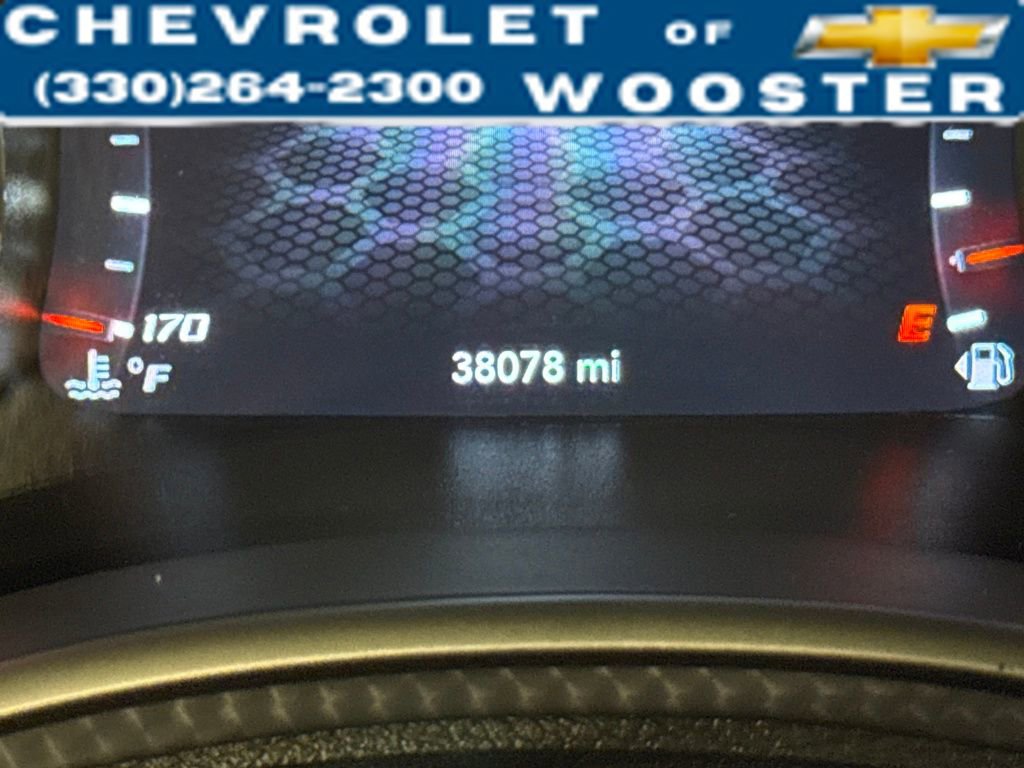 CHEVROLET OF
(330)264-2300 WOOSTER
170
E
°F
38078 mi